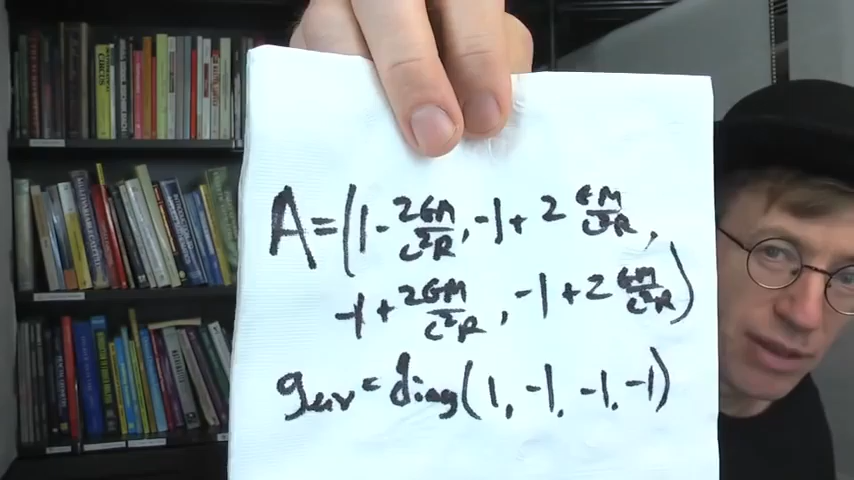 A = (1 - 2GM/c²R, -1 + 2 GM/c²R,
-1 + 2GM/c²R, -1 + 2 GM/c²R)
gμν = diag(1, -1, -1, -1)